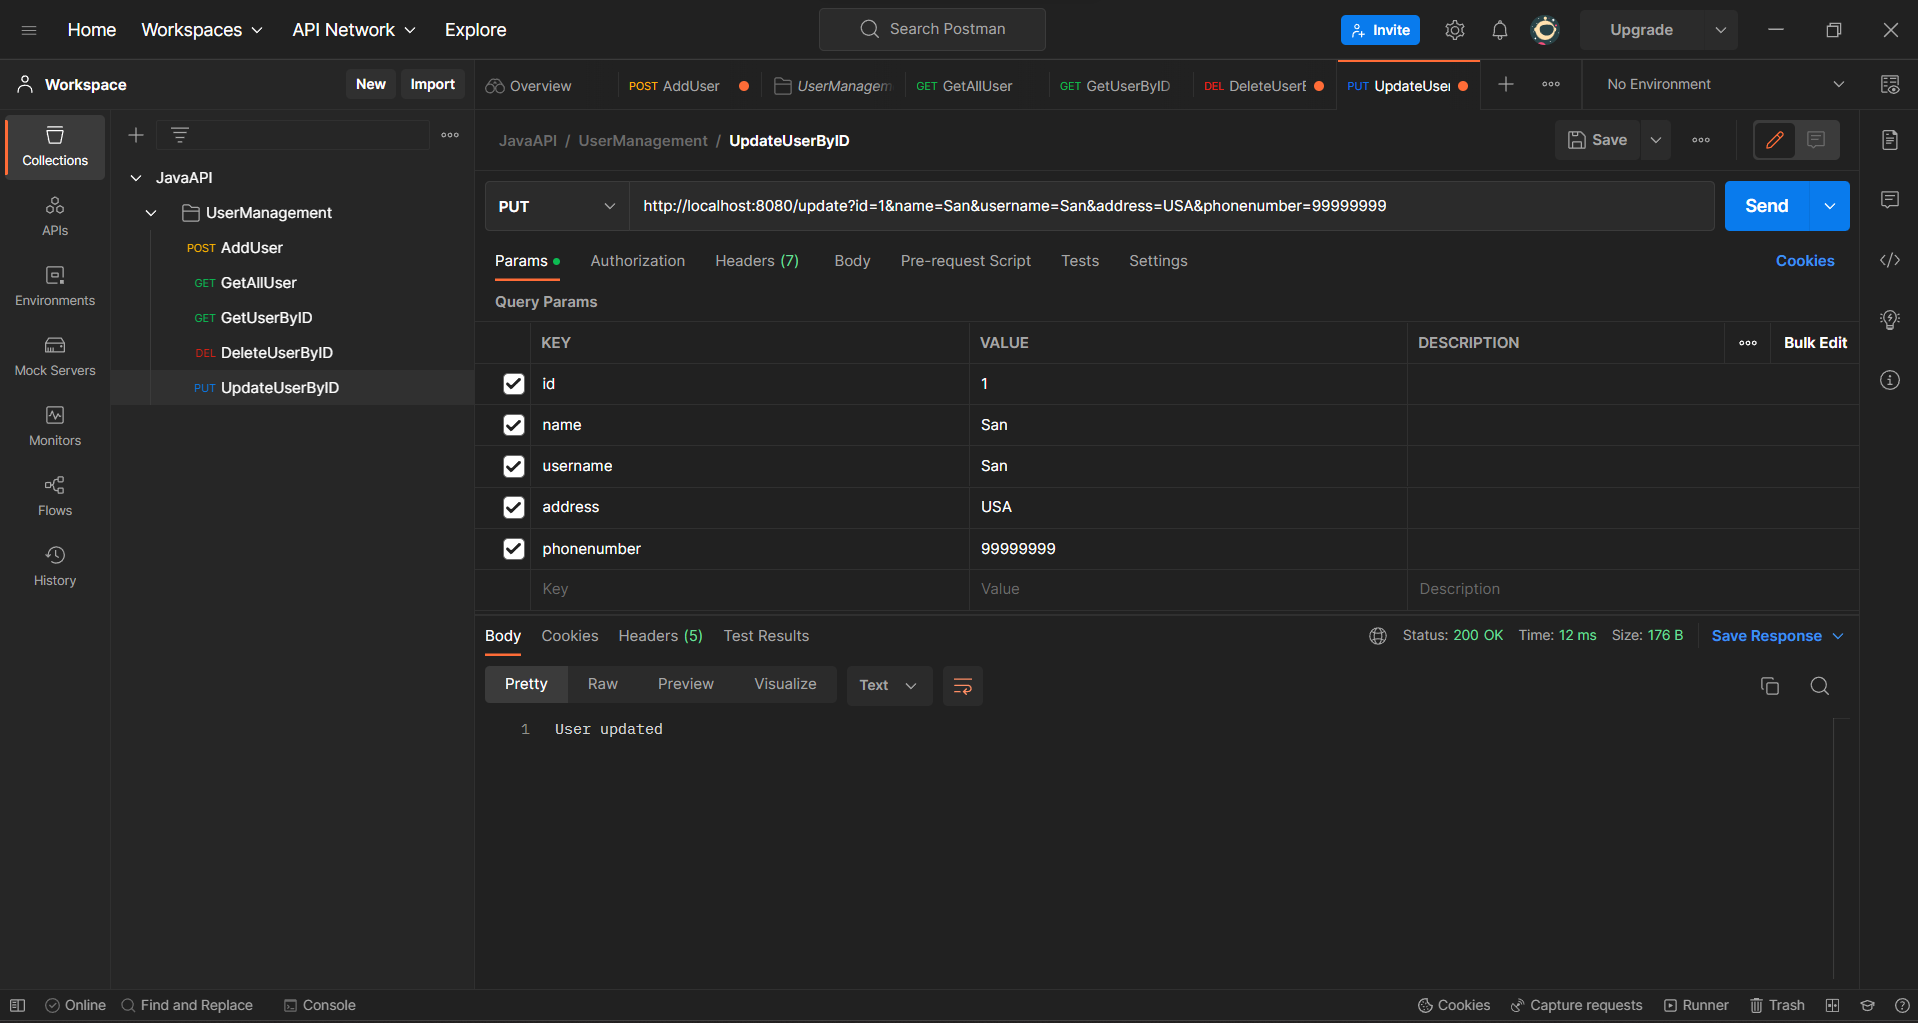 Home Workspaces API Network Explore Search Postman Invite Upgrade
Workspace New Import
Overview POST AddUser UserManagem GET GetAllUser GET GetUserByID DEL DeleteUserE PUT UpdateUser No Environment
Collections
APIs
Environments
Mock Servers
Monitors
Flows
History
JavaAPI
UserManagement
POST AddUser
GET GetAllUser
GET GetUserByID
DEL DeleteUserByID
PUT UpdateUserByID
JavaAPI / UserManagement / UpdateUserByID Save
PUT http://localhost:8080/update?id=1&name=San&username=San&address=USA&phonenumber=99999999 Send
Params Authorization Headers (7) Body Pre-request Script Tests Settings Cookies
Query Params
KEY VALUE DESCRIPTION Bulk Edit
id 1
name San
username San
address USA
phonenumber 99999999
Key Value Description
Body Cookies Headers (5) Test Results Status: 200 OK Time: 12 ms Size: 176 B Save Response
Pretty Raw Preview Visualize Text
1 User updated
Online Find and Replace Console Cookies Capture requests Runner Trash